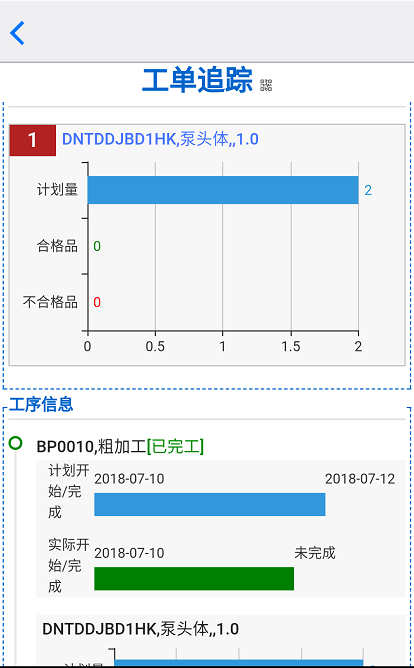 工单追踪
1 DNTDDJBD1HK,泵头体,,1.0
计划量 2
合格品 0
不合格品 0
0 0.5 1 1.5 2
工序信息
BP0010,粗加工[已完工]
计划开
始/完
成
2018-07-10 2018-07-12
实际开
始/完
成
2018-07-10 未完成
DNTDDJBD1HK,泵头体,,1.0
计划量